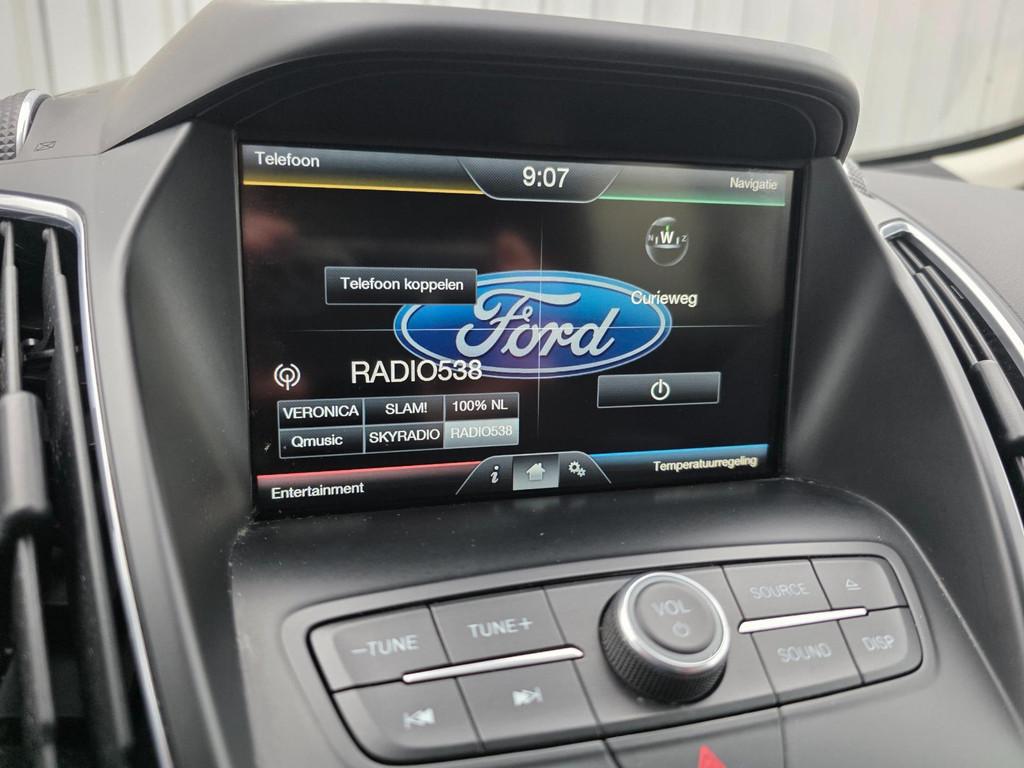 Telefoon
9:07
Navigatie
N W Z
Telefoon koppelen
Curieweg
Ford
RADIO538
VERONICA SLAM! 100% NL
Qmusic SKYRADIO RADIO538
i
Entertainment
Temperatuurregeling
–TUNE
TUNE+
VOL
SOURCE
SOUND
DISP